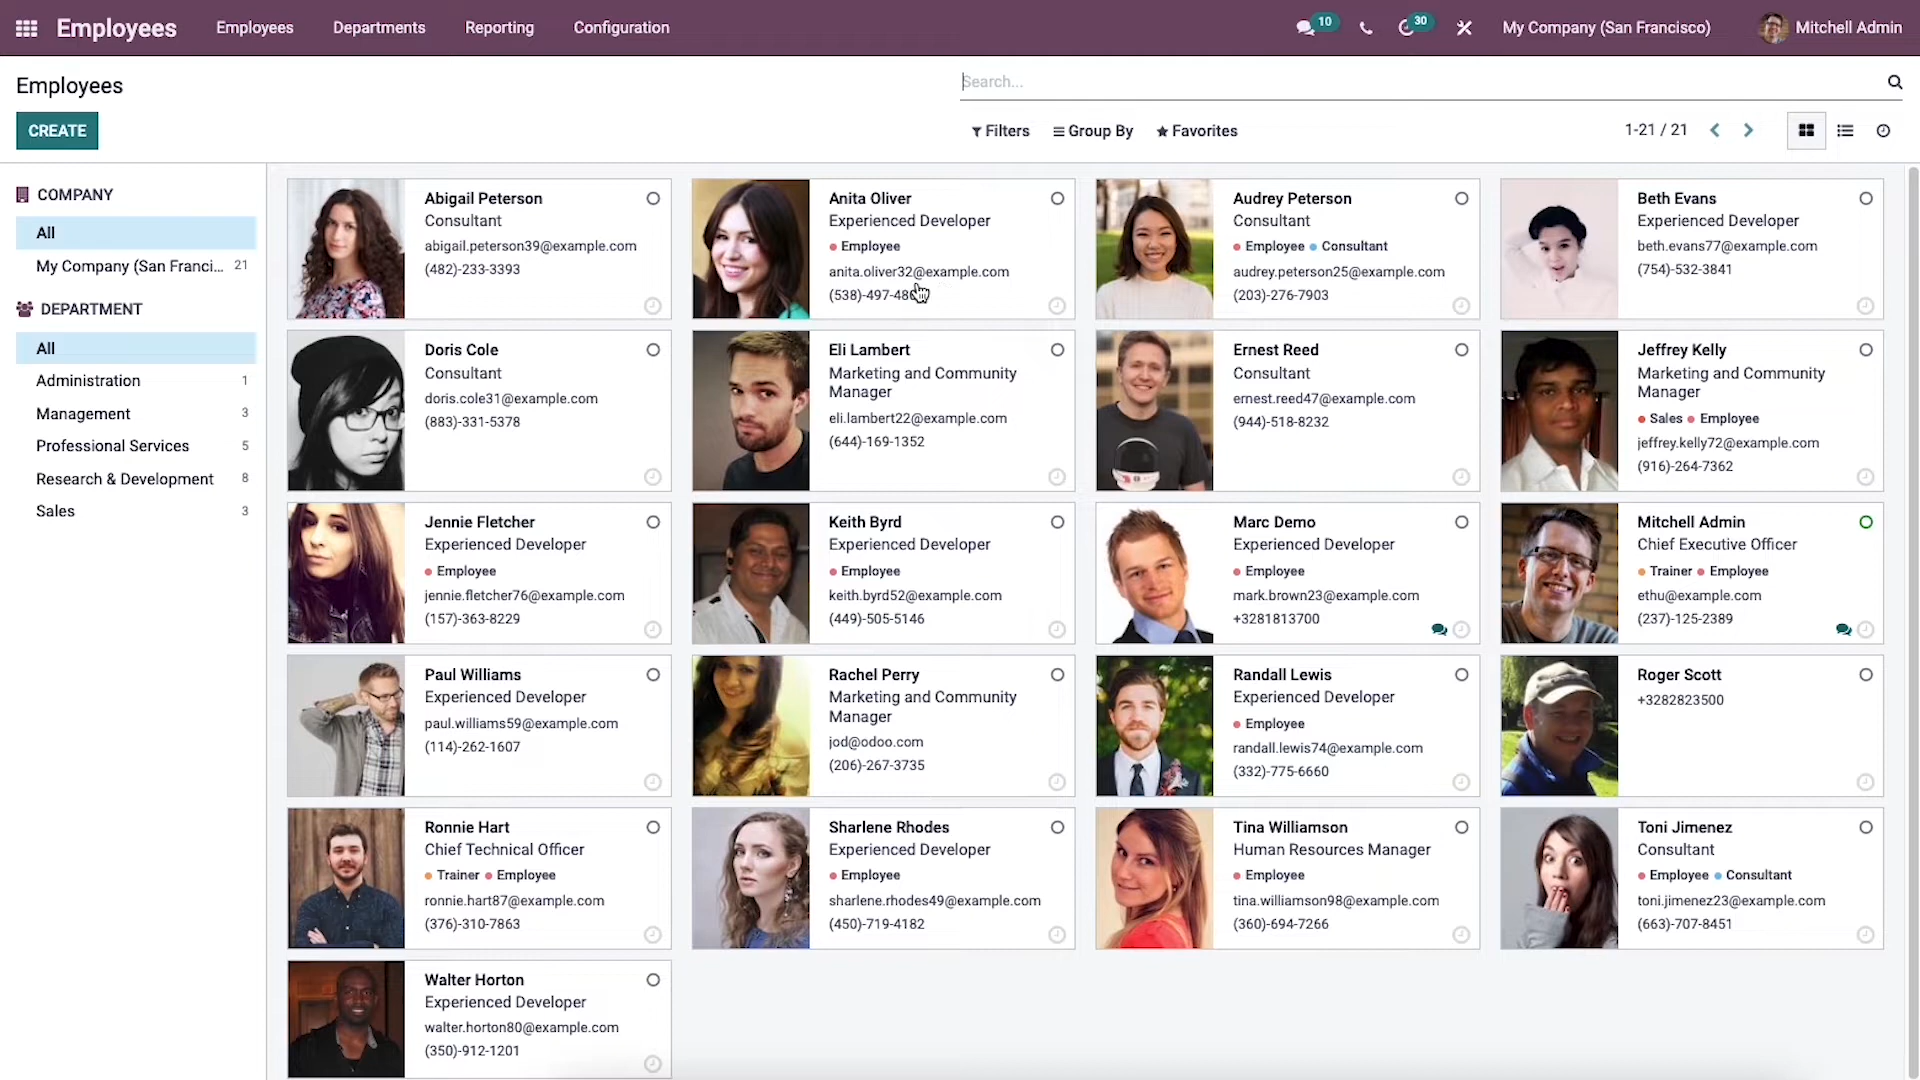 Employees Employees Departments Reporting Configuration 10 30 My Company (San Francisco) Mitchell Admin
Employees
Search...
CREATE
Filters Group By Favorites 1-21 / 21
COMPANY
All
My Company (San Franci... 21
DEPARTMENT
All
Administration 1
Management 3
Professional Services 5
Research & Development 8
Sales 3
Abigail Peterson
Consultant
abigail.peterson39@example.com
(482)-233-3393
Anita Oliver
Experienced Developer
Employee
anita.oliver32@example.com
(538)-497-48
Audrey Peterson
Consultant
Employee Consultant
audrey.peterson25@example.com
(203)-276-7903
Beth Evans
Experienced Developer
beth.evans77@example.com
(754)-532-3841
Doris Cole
Consultant
doris.cole31@example.com
(883)-331-5378
Eli Lambert
Marketing and Community
Manager
eli.lambert22@example.com
(644)-169-1352
Ernest Reed
Consultant
ernest.reed47@example.com
(944)-518-8232
Jeffrey Kelly
Marketing and Community
Manager
Sales Employee
jeffrey.kelly72@example.com
(916)-264-7362
Jennie Fletcher
Experienced Developer
Employee
jennie.fletcher76@example.com
(157)-363-8229
Keith Byrd
Experienced Developer
Employee
keith.byrd52@example.com
(449)-505-5146
Marc Demo
Experienced Developer
Employee
mark.brown23@example.com
+3281813700
Mitchell Admin
Chief Executive Officer
Trainer Employee
ethu@example.com
(237)-125-2389
Paul Williams
Experienced Developer
paul.williams59@example.com
(114)-262-1607
Rachel Perry
Marketing and Community
Manager
jod@odoo.com
(206)-267-3735
Randall Lewis
Experienced Developer
Employee
randall.lewis74@example.com
(332)-775-6660
Roger Scott
+3282823500
Ronnie Hart
Chief Technical Officer
Trainer Employee
ronnie.hart87@example.com
(376)-310-7863
Sharlene Rhodes
Experienced Developer
Employee
sharlene.rhodes49@example.com
(450)-719-4182
Tina Williamson
Human Resources Manager
Employee
tina.williamson98@example.com
(360)-694-7266
Toni Jimenez
Consultant
Employee Consultant
toni.jimenez23@example.com
(663)-707-8451
Walter Horton
Experienced Developer
walter.horton80@example.com
(350)-912-1201